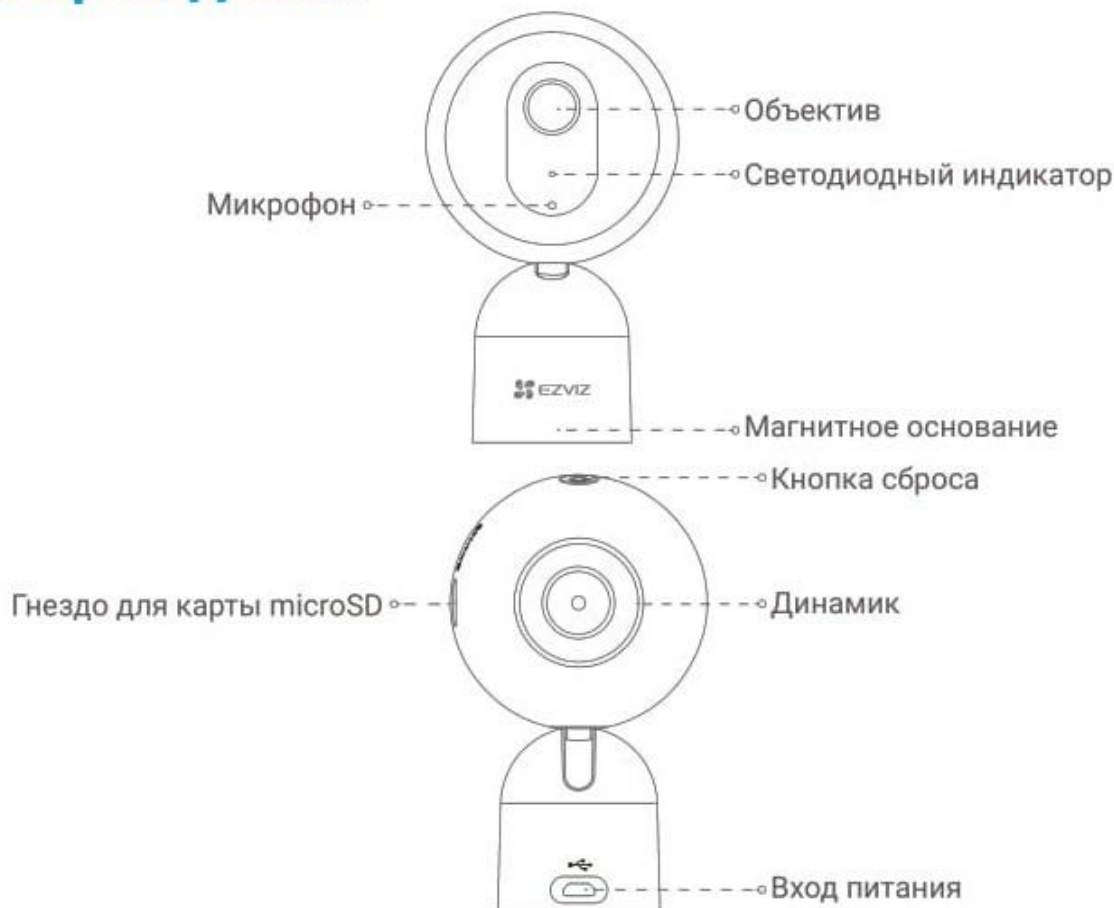 Объектив
Светодиодный индикатор
Микрофон
EZVIZ
Магнитное основание
Кнопка сброса
Гнездо для карты microSD
Динамик
Вход питания